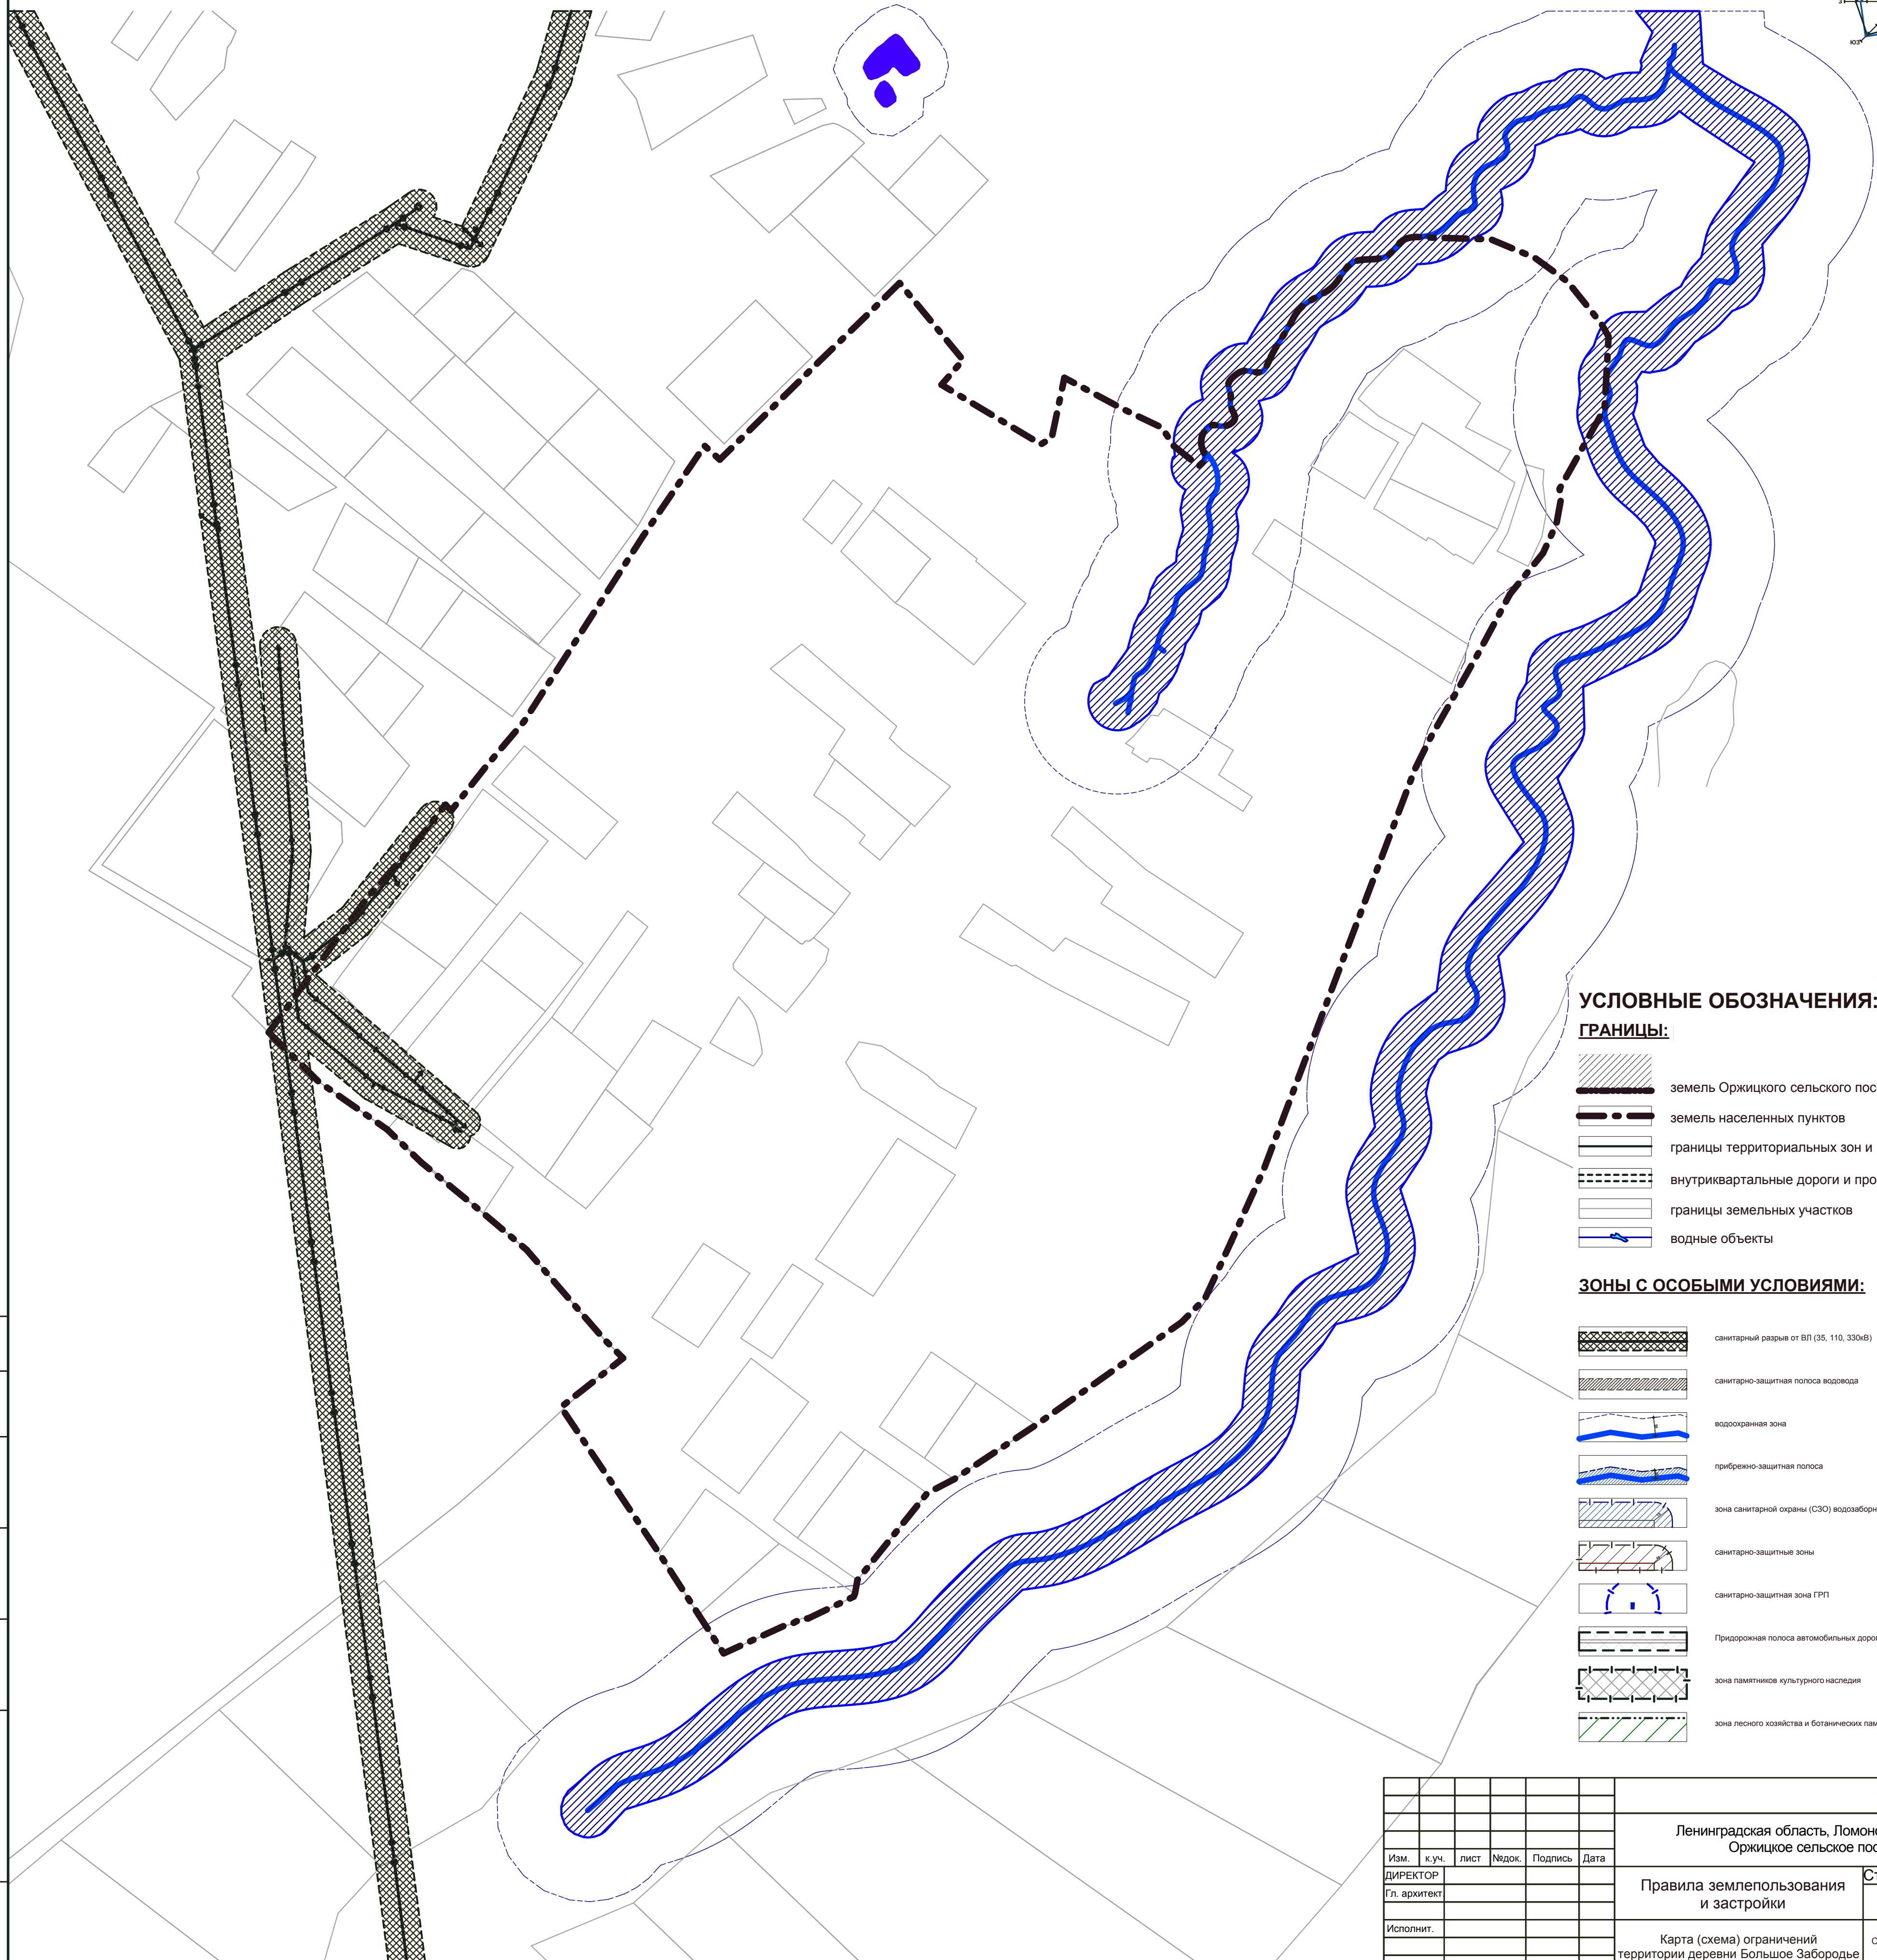 З
ЮЗ
УСЛОВНЫЕ ОБОЗНАЧЕНИЯ:
ГРАНИЦЫ:
земель Оржицкого сельского пос
земель населенных пунктов
границы территориальных зон и
внутриквартальные дороги и про
границы земельных участков
водные объекты
ЗОНЫ С ОСОБЫМИ УСЛОВИЯМИ:
санитарный разрыв от ВЛ (35, 110, 330кВ)
санитарно-защитная полоса водовода
водоохранная зона
прибрежно-защитная полоса
зона санитарной охраны (СЗО) водозаборн
санитарно-защитные зоны
санитарно-защитная зона ГРП
Придорожная полоса автомобильных дорог
зона памятников культурного наследия
зона лесного хозяйства и ботанических пам
Ленинградская область, Ломоно
Оржицкое сельское пос
Изм. к.уч. лист №док. Подпись Дата
ДИРЕКТОР
Гл. архитект.
Исполнит.
Правила землепользования
и застройки
Ст
Карта (схема) ограничений
территории деревни Большое Забородье